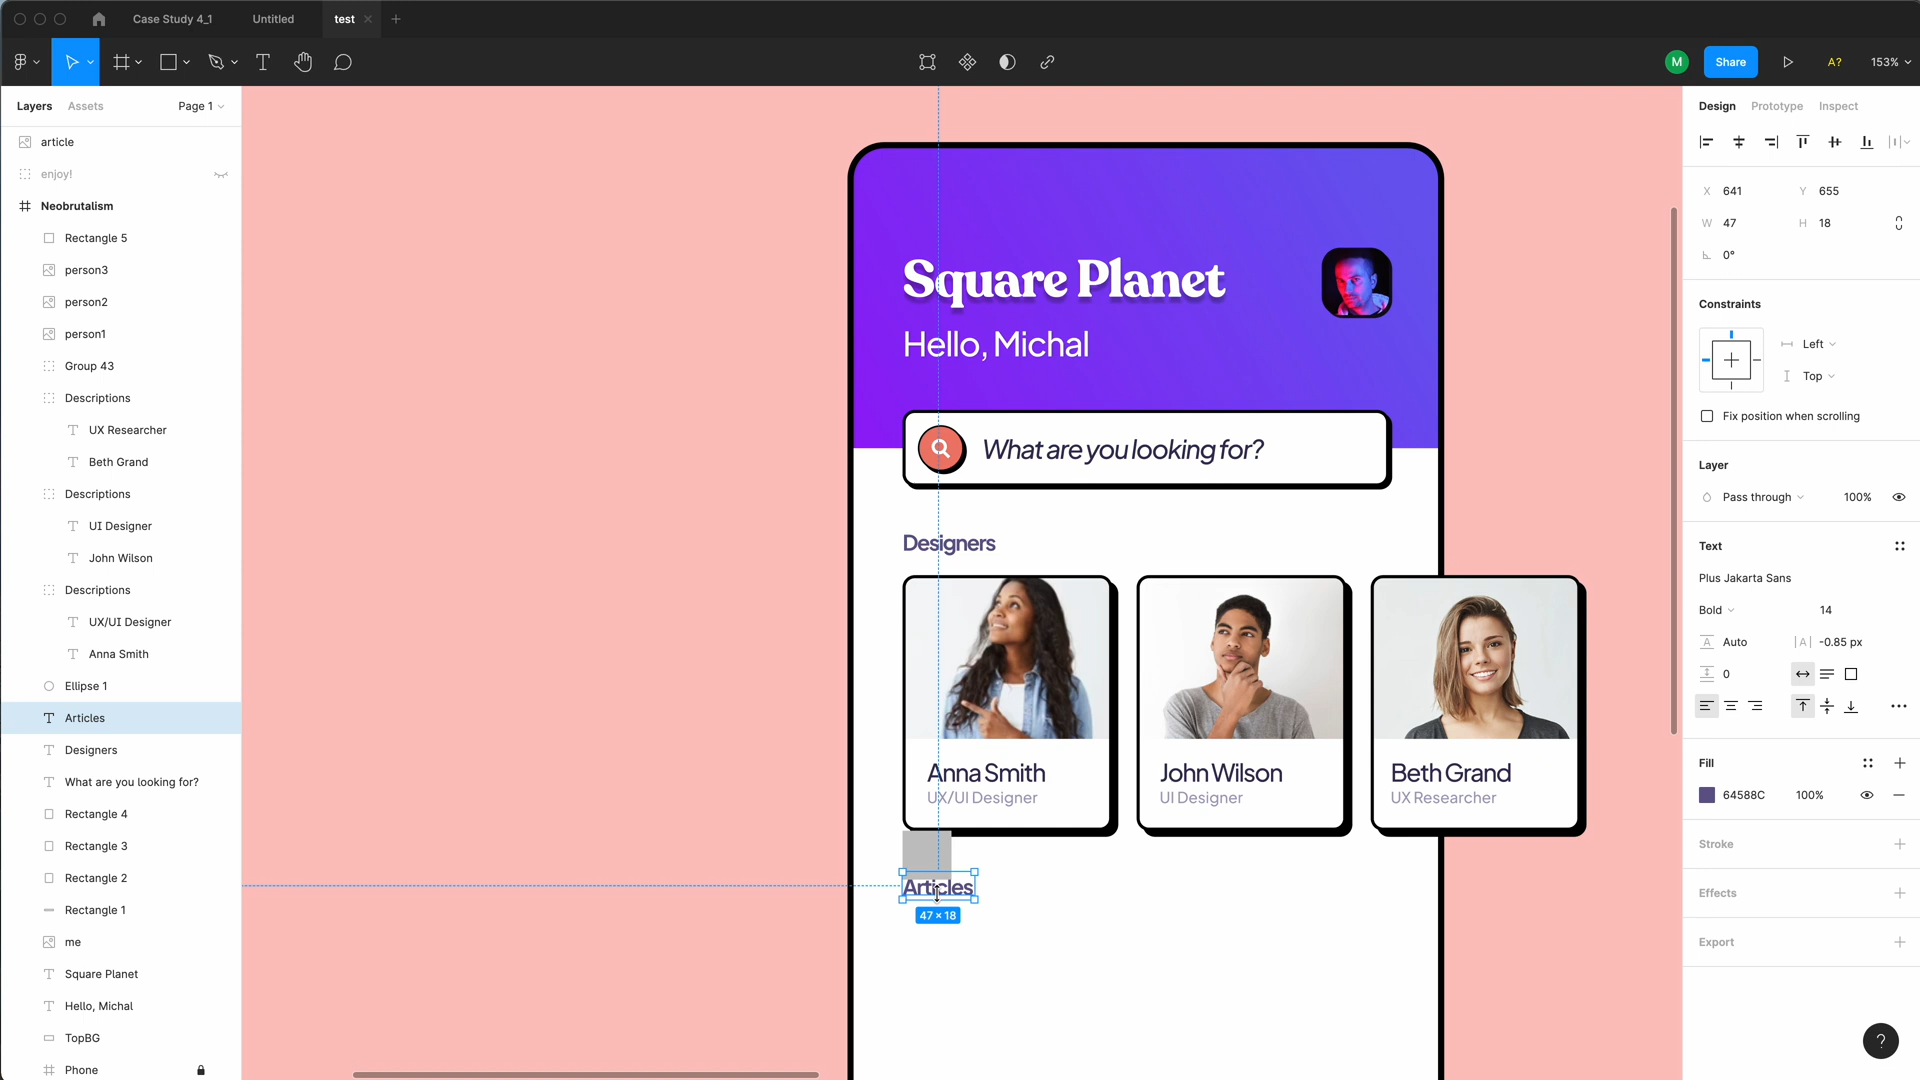 Case Study 4_1
Untitled
test
M
Share
A?
153%
Layers
Assets
Page 1
article
enjoy!
Neobrutalism
Rectangle 5
person3
person2
person1
Group 43
Descriptions
UX Researcher
Beth Grand
Descriptions
UI Designer
John Wilson
Descriptions
UX/UI Designer
Anna Smith
Ellipse 1
Articles
Designers
What are you looking for?
Rectangle 4
Rectangle 3
Rectangle 2
Rectangle 1
me
Square Planet
Hello, Michal
TopBG
Phone
Square Planet
Hello, Michal
What are you looking for?
Designers
Anna Smith
UX/UI Designer
John Wilson
UI Designer
Beth Grand
UX Researcher
Articles
47 × 18
Design
Prototype
Inspect
X 641
Y 655
W 47
H 18
0°
Constraints
Left
Top
Fix position when scrolling
Layer
Pass through
100%
Text
Plus Jakarta Sans
Bold
14
A Auto
|A| -0.85 px
0
Fill
64588C
100%
Stroke
Effects
Export
?